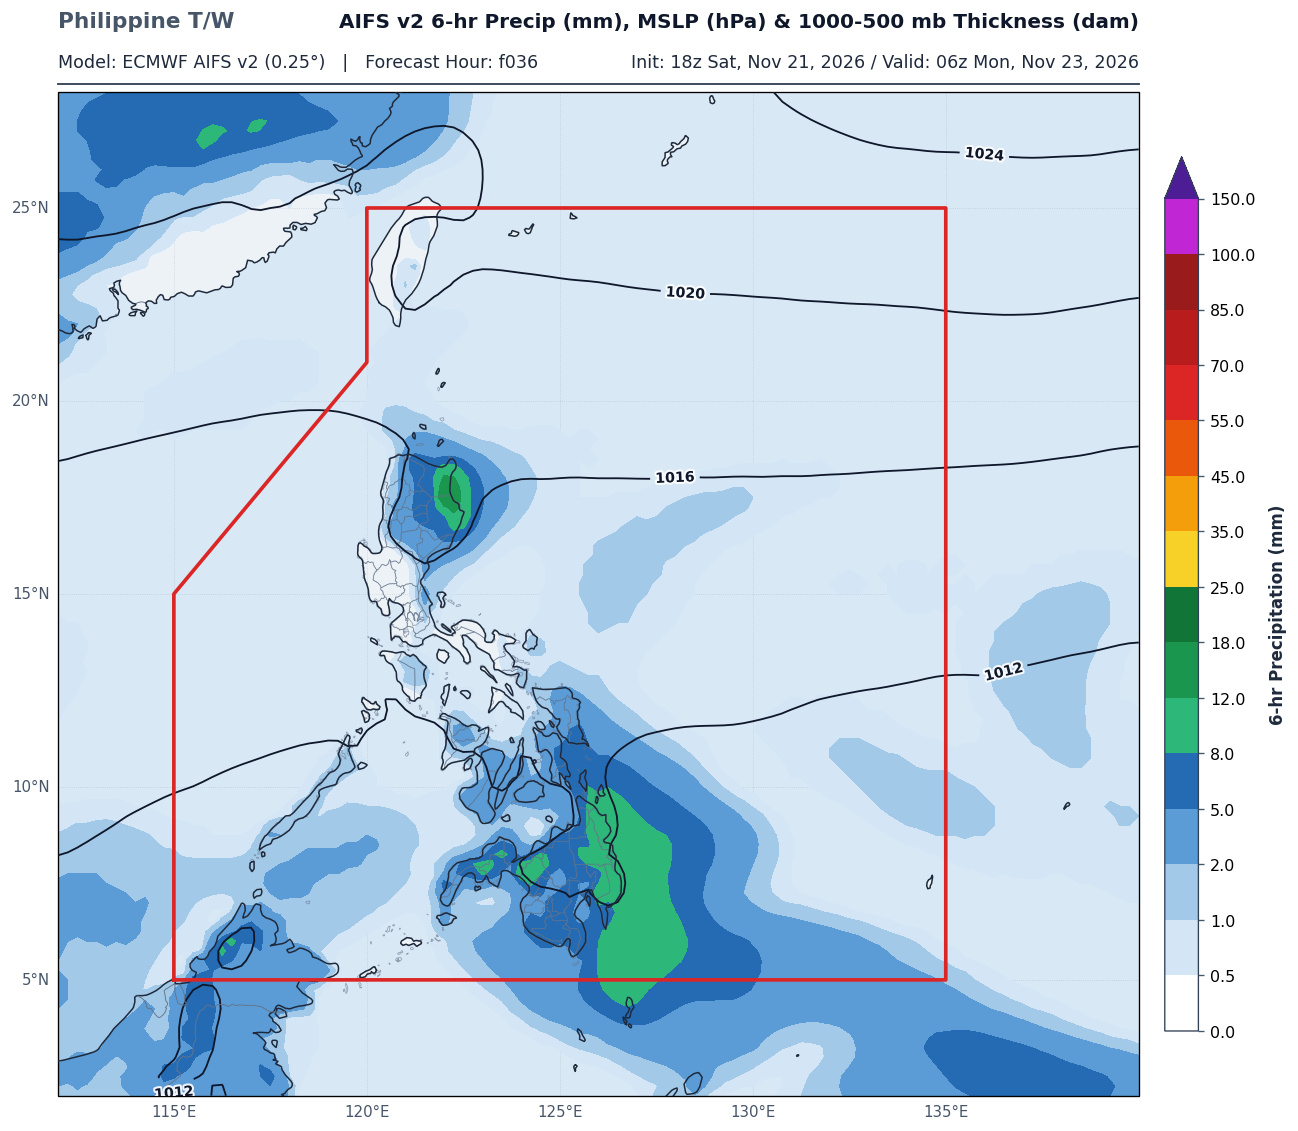 Philippine T/W
AIFS v2 6-hr Precip (mm), MSLP (hPa) & 1000-500 mb Thickness (dam)
Model: ECMWF AIFS v2 (0.25°) | Forecast Hour: f036
Init: 18z Sat, Nov 21, 2026 / Valid: 06z Mon, Nov 23, 2026
1024
25°N
1020
20°N
1016
15°N
1012
10°N
5°N
1012
115°E
120°E
125°E
130°E
135°E
150.0
100.0
85.0
70.0
55.0
45.0
35.0
25.0
18.0
12.0
8.0
5.0
2.0
1.0
0.5
0.0
6-hr Precipitation (mm)